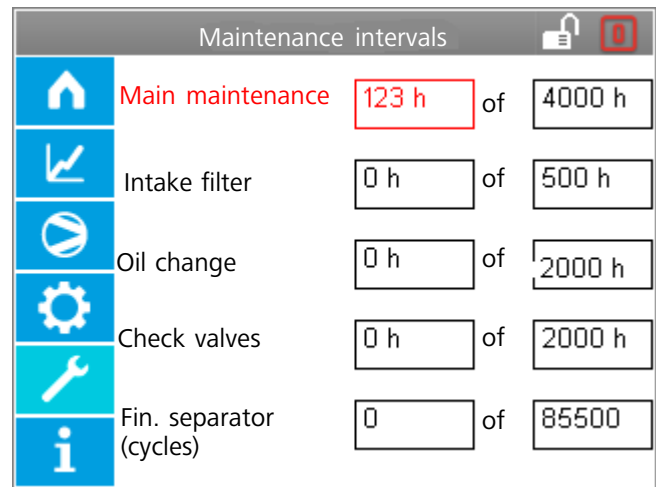 Maintenance intervals 0
Main maintenance 123 h of 4000 h
Intake filter 0 h of 500 h
Oil change 0 h of 2000 h
Check valves 0 h of 2000 h
Fin. separator 0 of 85500
(cycles)
i